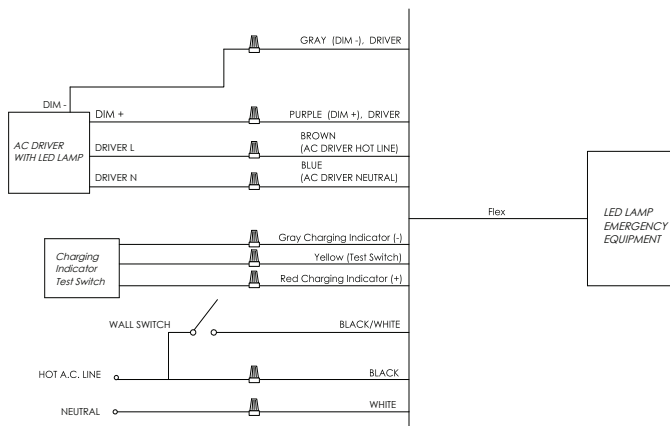 GRAY (DIM -), DRIVER
DIM -
DIM +
PURPLE (DIM +), DRIVER
AC DRIVER
WITH LED LAMP
DRIVER L
BROWN
(AC DRIVER HOT LINE)
DRIVER N
BLUE
(AC DRIVER NEUTRAL)
Flex
LED LAMP
EMERGENCY
EQUIPMENT
Gray Charging Indicator (-)
Charging
Indicator
Test Switch
Yellow (Test Switch)
Red Charging Indicator (+)
WALL SWITCH
BLACK/WHITE
HOT A.C. LINE
BLACK
NEUTRAL
WHITE